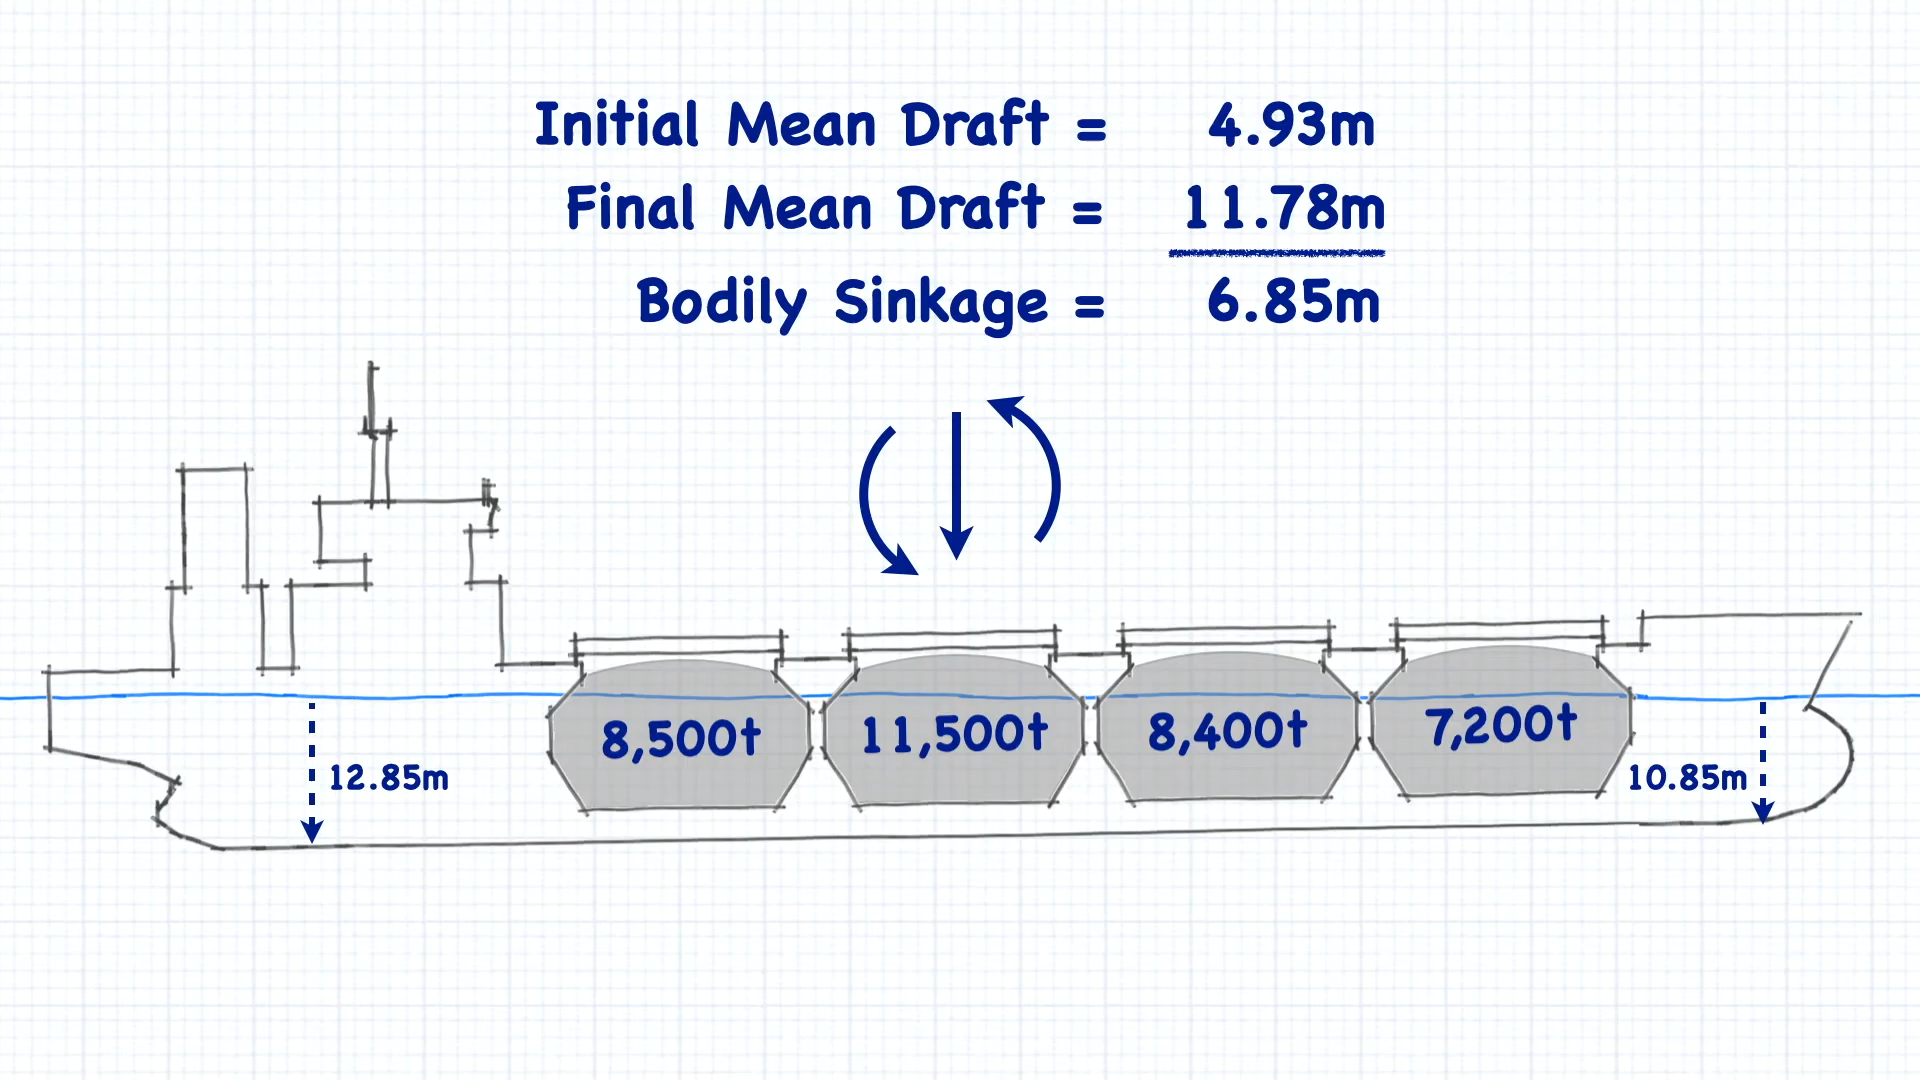 Initial Mean Draft = 4.93m
Final Mean Draft = 11.78m
Bodily Sinkage = 6.85m
8,500t
11,500t
8,400t
7,200t
12.85m
10.85m